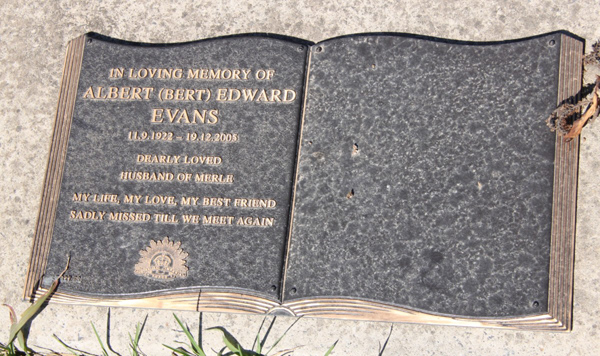 IN LOVING MEMORY OF
ALBERT (BERT) EDWARD
EVANS
11.9.1922 – 19.12.2005
DEARLY LOVED
HUSBAND OF MERLE
MY LIFE, MY LOVE, MY BEST FRIEND
SADLY MISSED TILL WE MEET AGAIN